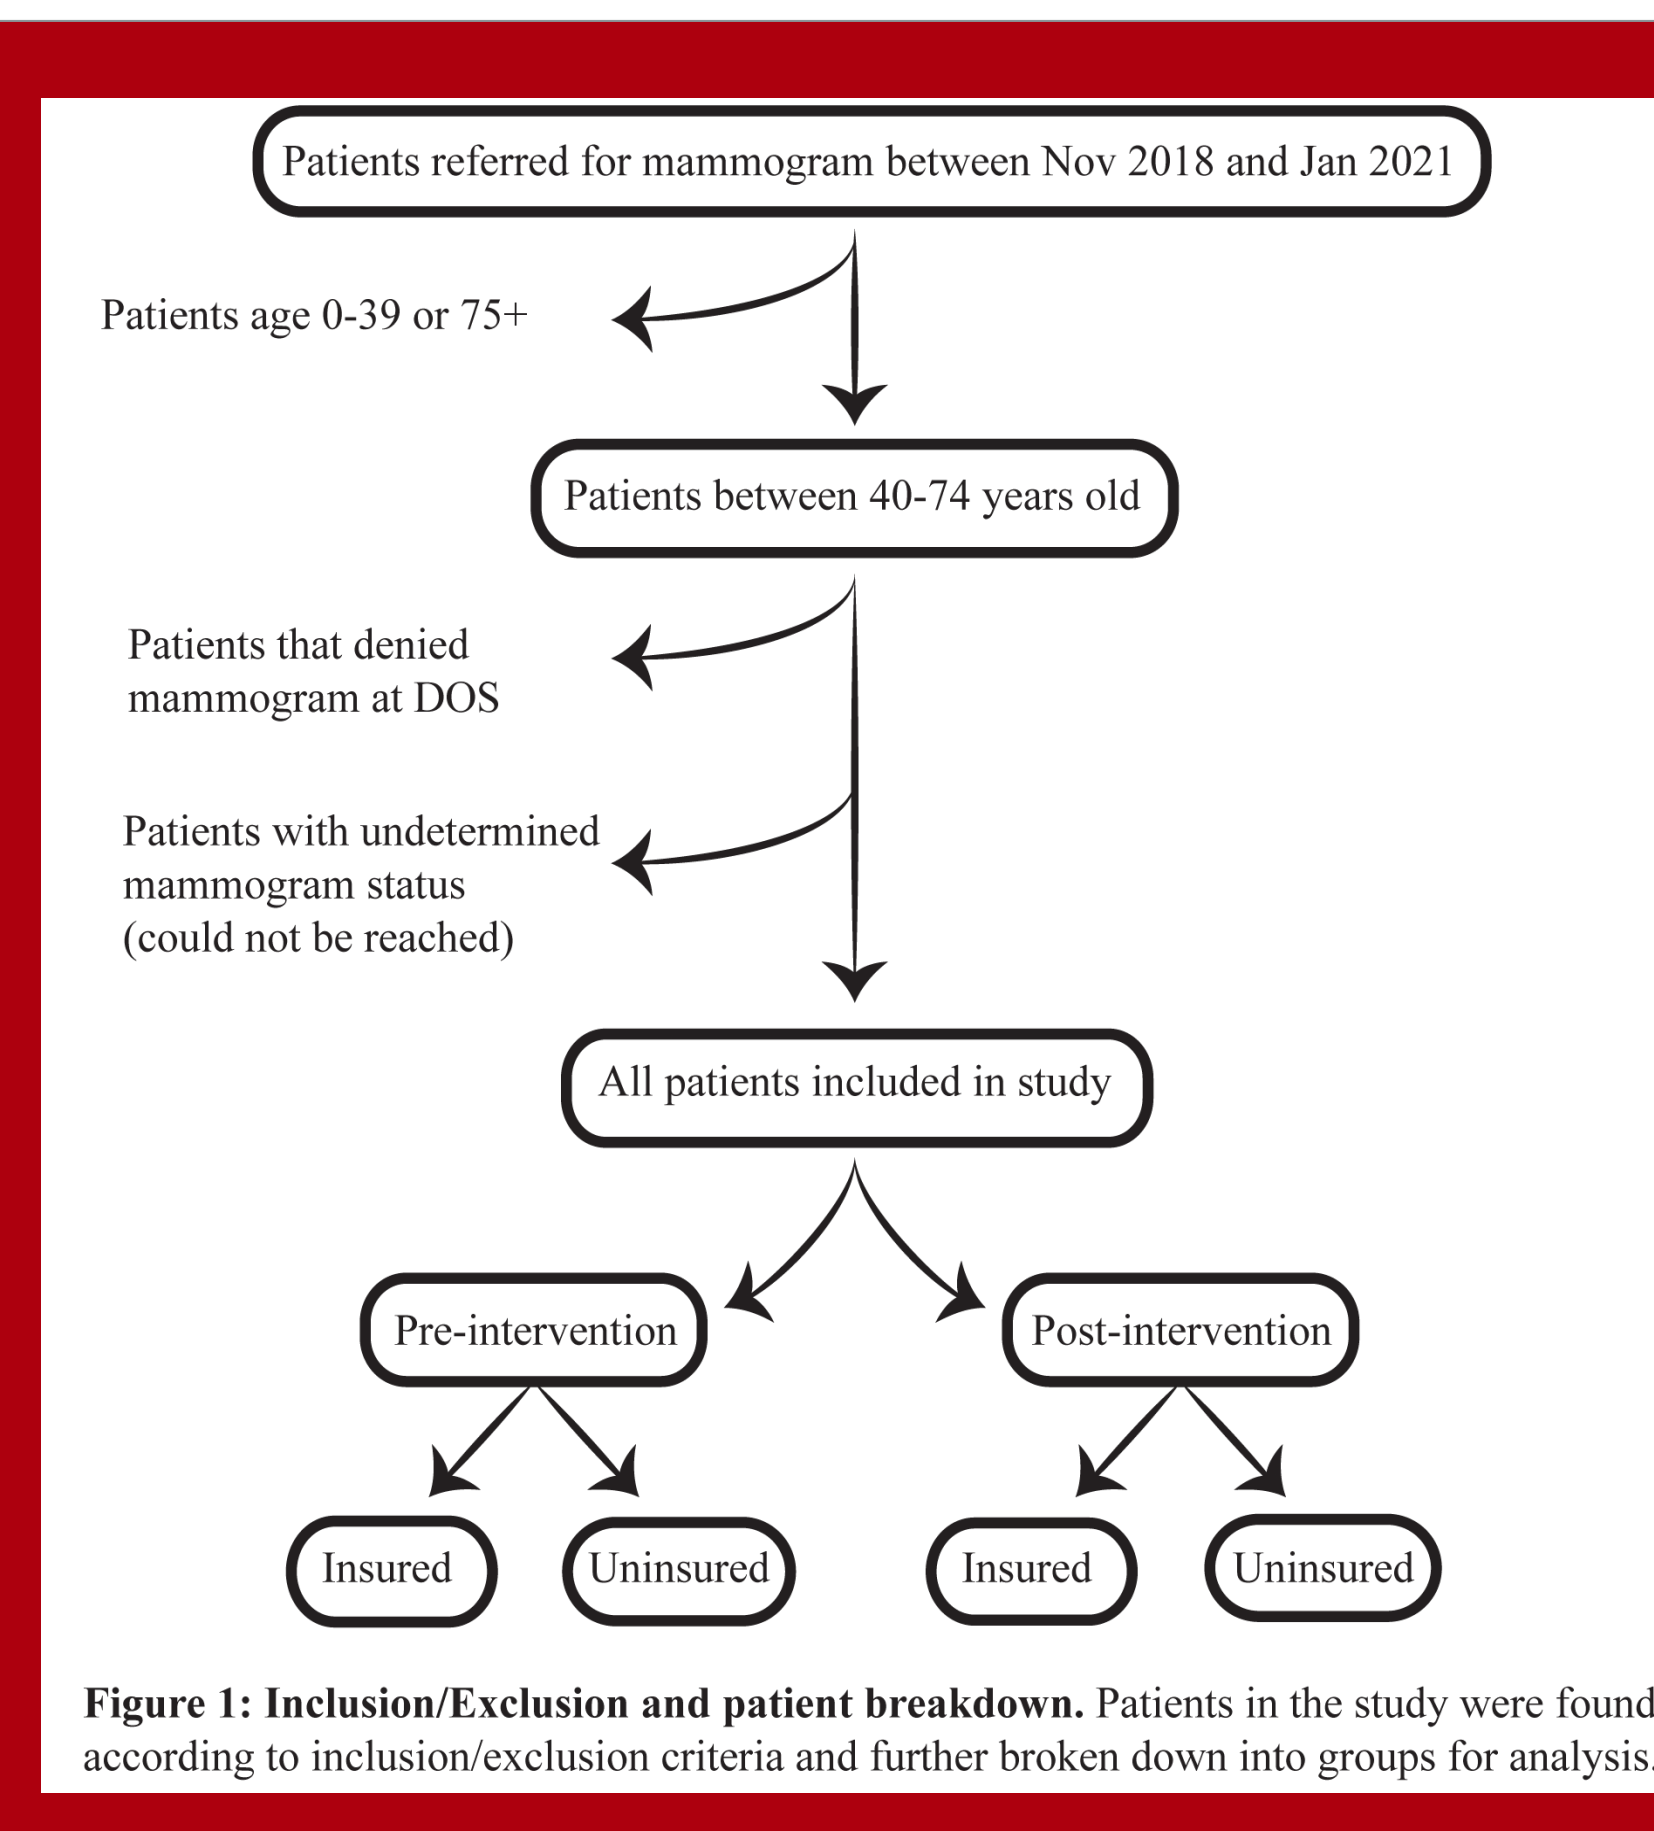 Patients referred for mammogram between Nov 2018 and Jan 2021
Patients age 0-39 or 75+
Patients between 40-74 years old
Patients that denied
mammogram at DOS
Patients with undetermined
mammogram status
(could not be reached)
All patients included in study
Pre-intervention
Post-intervention
Insured
Uninsured
Insured
Uninsured
Figure 1: Inclusion/Exclusion and patient breakdown. Patients in the study were found
according to inclusion/exclusion criteria and further broken down into groups for analysis.